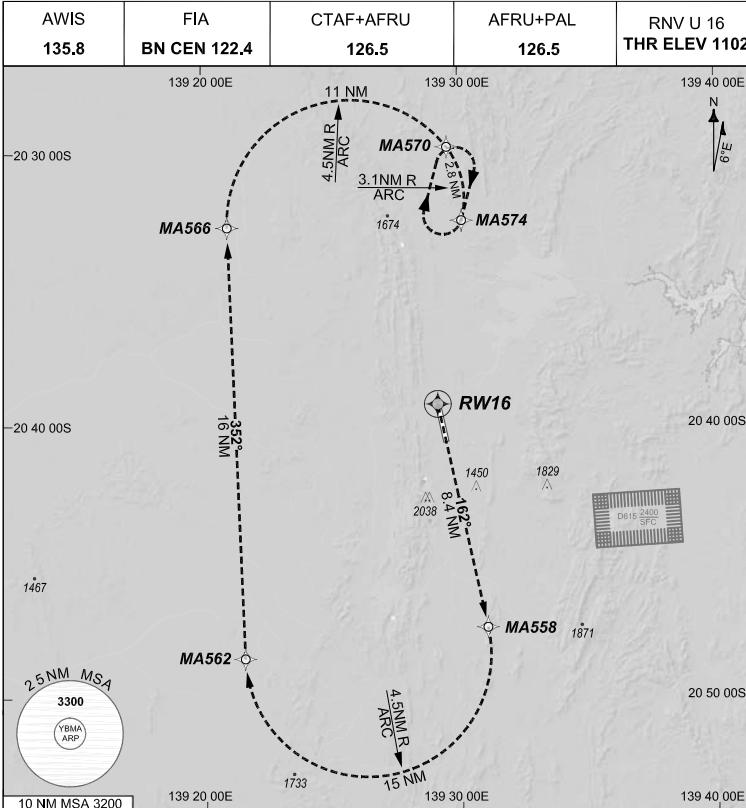 AWIS
135.8
FIA
BN CEN 122.4
CTAF+AFRU
126.5
AFRU+PAL
126.5
RNV U 16
THR ELEV 1102
139 20 00E
139 30 00E
139 40 00E
11 NM
N
6°E
4.5NM R
ARC
MA570
20 30 00S
20 30 00S
3.1NM R
ARC
2.8 NM
MA574
MA566
1674
RW16
352°
16 NM
20 40 00S
20 40 00S
1450
1829
2038
162°
8.4 NM
D615 2400
SFC
1467
MA558
1871
MA562
25NM MSA
3300
YBMA
ARP
20 50 00S
4.5NM R
ARC
15 NM
1733
10 NM MSA 3200
139 20 00E
139 30 00E
139 40 00E